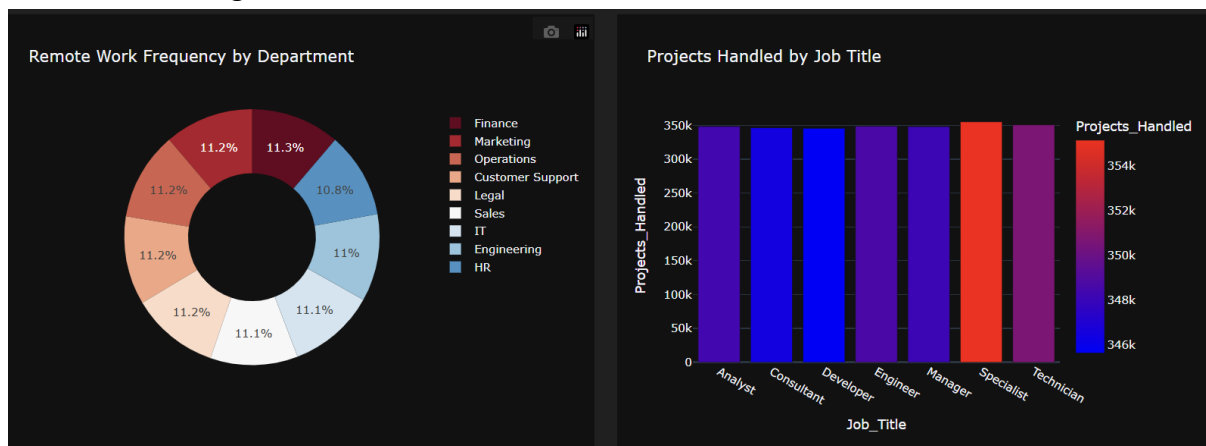 Remote Work Frequency by Department
11.2%
11.3%
11.2%
10.8%
11.2%
11%
11.2%
11.1%
11.1%
Finance
Marketing
Operations
Customer Support
Legal
Sales
IT
Engineering
HR
Projects Handled by Job Title
Projects_Handled
350k
300k
250k
200k
150k
100k
50k
0
Analyst
Consultant
Developer
Engineer
Manager
Specialist
Technician
Job_Title
Projects_Handled
354k
352k
350k
348k
346k